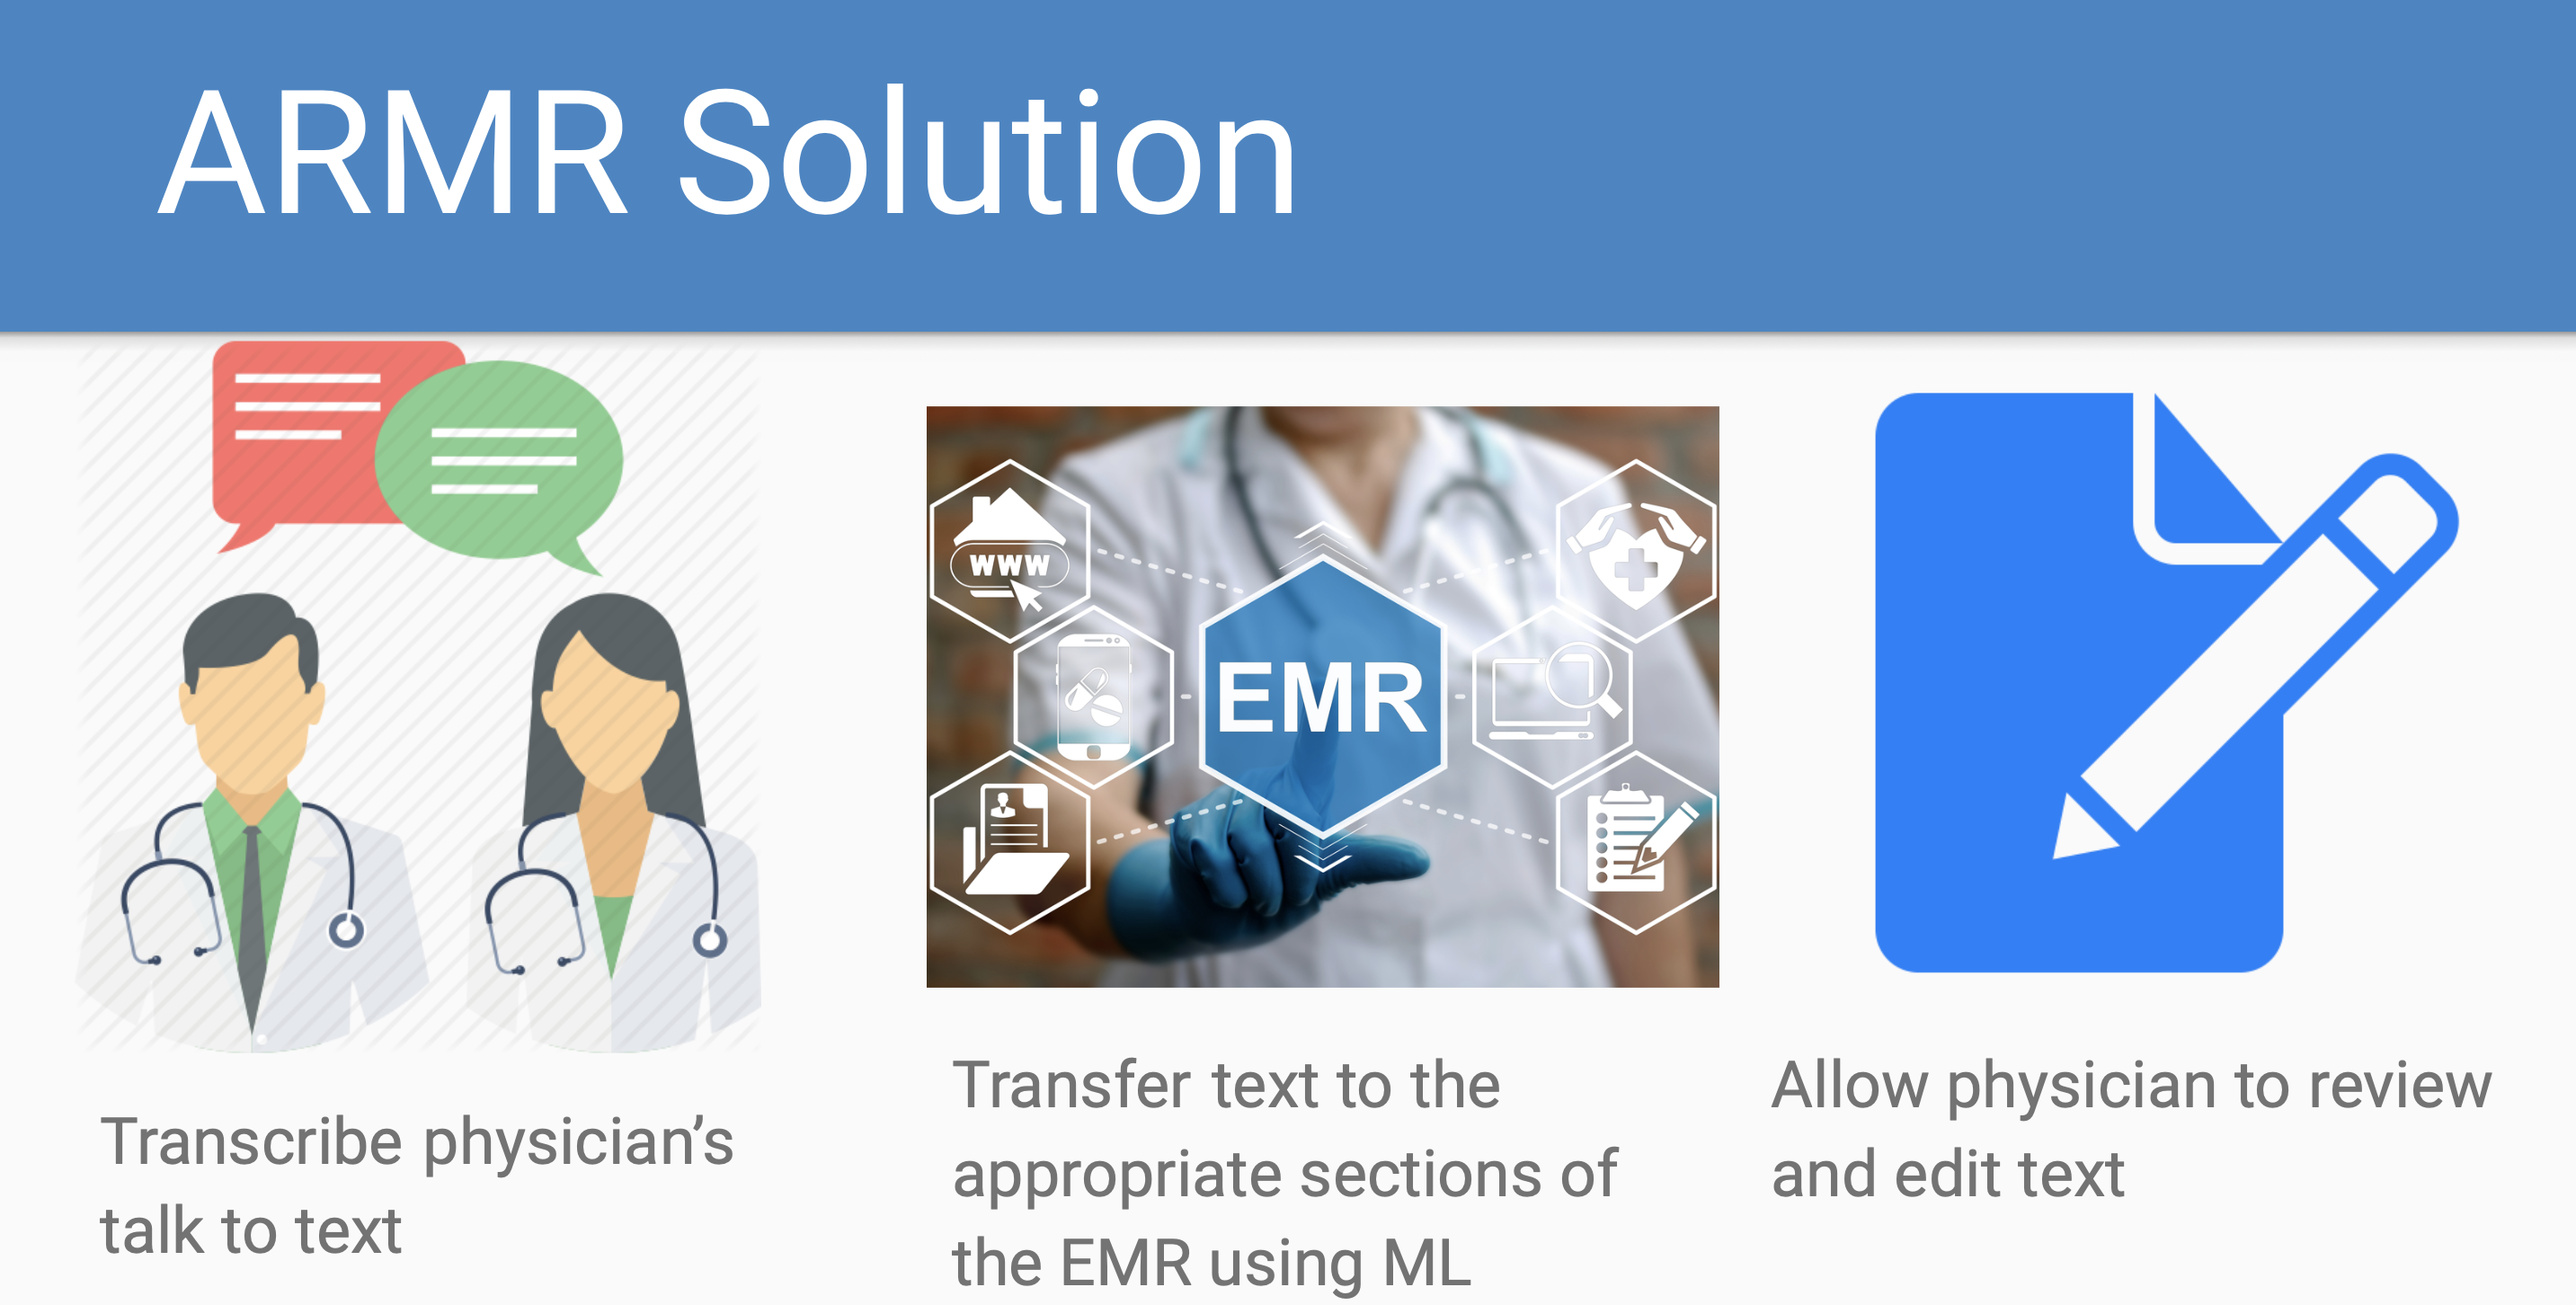 ARMR Solution
www
EMR
Transcribe physician’s
talk to text
Transfer text to the
appropriate sections of
the EMR using ML
Allow physician to review
and edit text